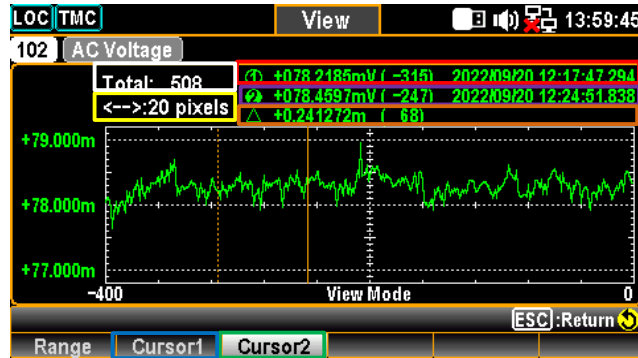 LOC TMC View 13:59:45
102 AC Voltage
Total: 508
<-->:20 pixels
① +078.2185mV ( -315) 2022/09/20 12:17:47.294
② +078.4597mV ( -247) 2022/09/20 12:24:51.838
△ +0.241272m ( 68)
+79.000m
+78.000m
+77.000m
-400 View Mode 0
ESC :Return
Range Cursor1 Cursor2